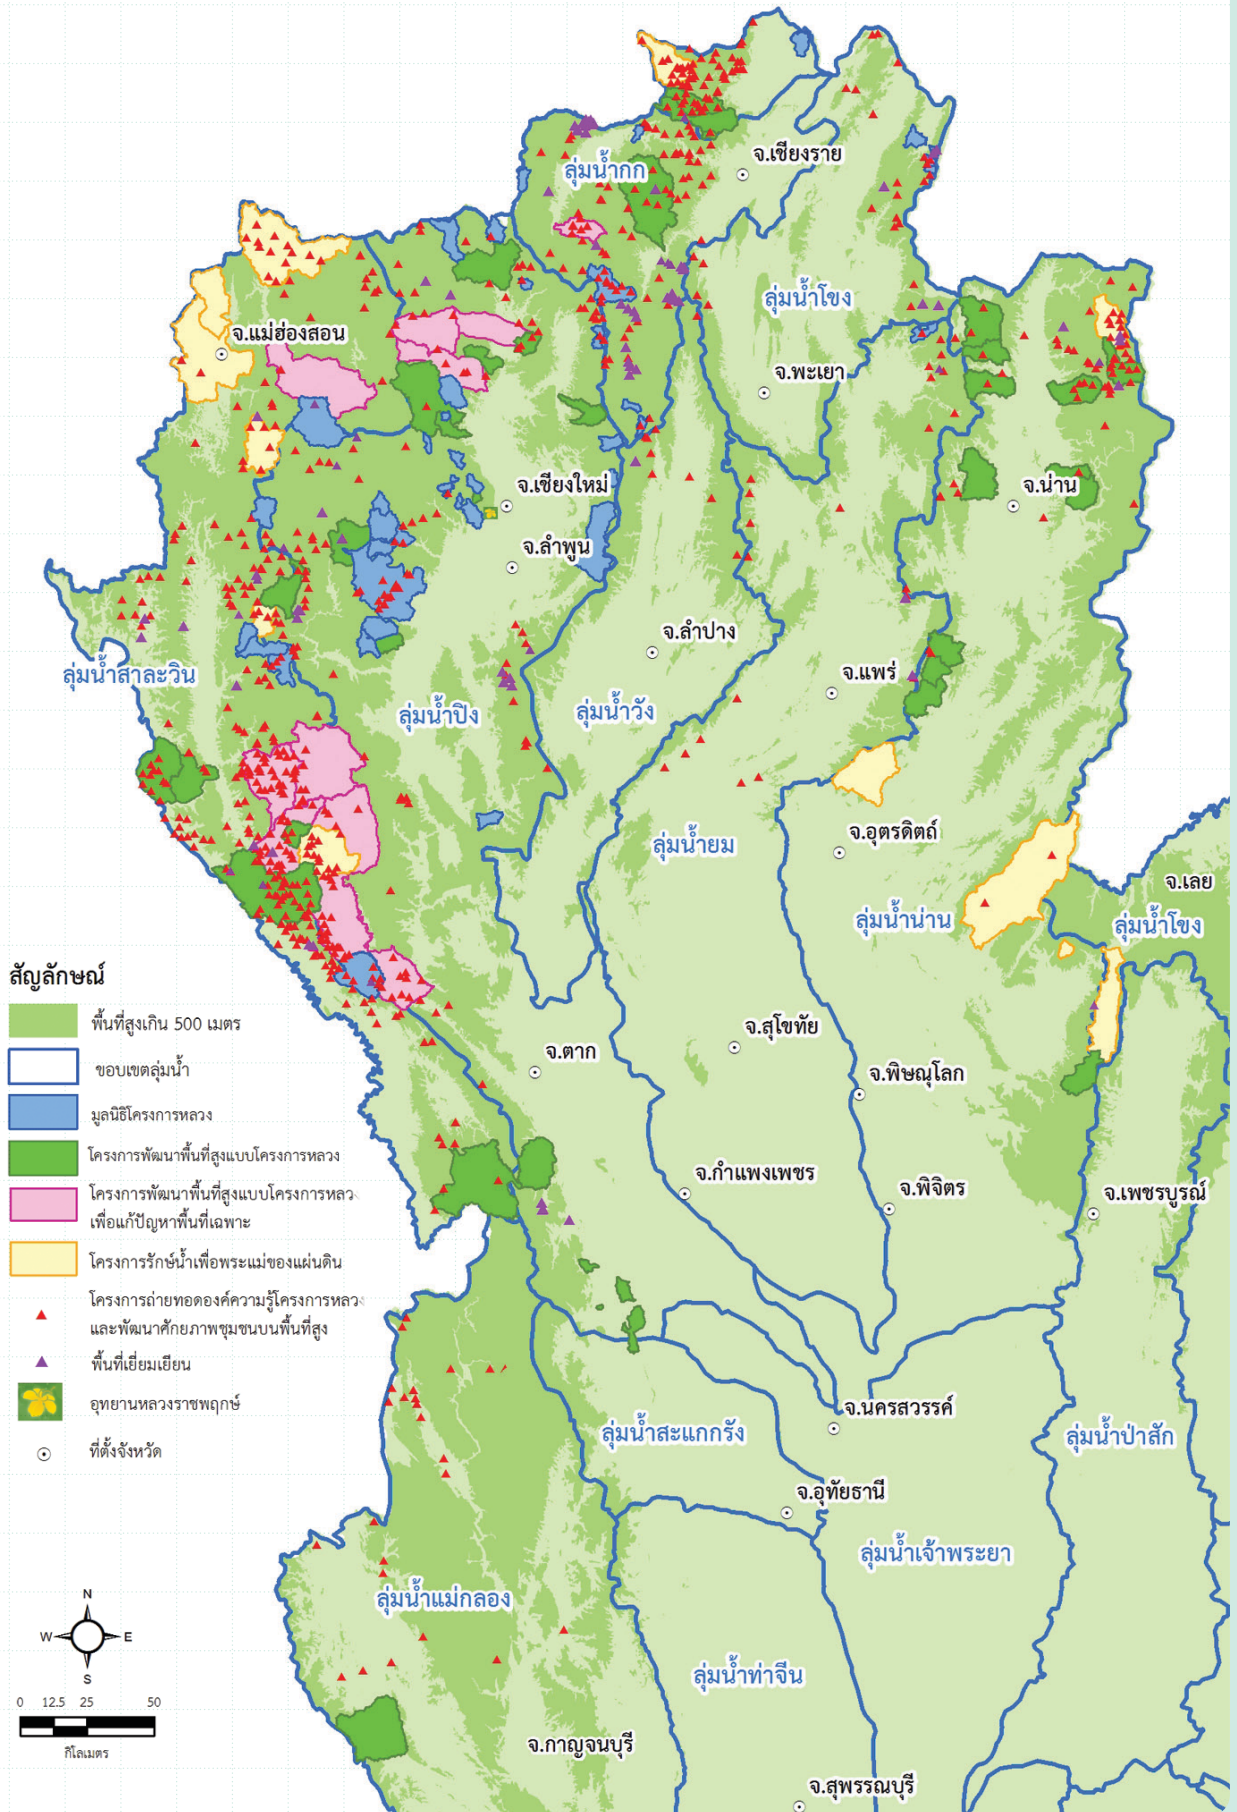 จ.เชียงราย
ลุ่มน้ำกก
ลุ่มน้ำโขง
จ.แม่ฮ่องสอน
จ.พะเยา
จ.เชียงใหม่
จ.น่าน
จ.ลำพูน
จ.ลำปาง
ลุ่มน้ำสาละวิน
จ.แพร่
ลุ่มน้ำปิง
ลุ่มน้ำวัง
จ.อุตรดิตถ์
ลุ่มน้ำยม
จ.เลย
ลุ่มน้ำน่าน
ลุ่มน้ำโขง
สัญลักษณ์
พื้นที่สูงเกิน 500 เมตร
ขอบเขตลุ่มน้ำ
มูลนิธิโครงการหลวง
โครงการพัฒนาพื้นที่สูงแบบโครงการหลวง
โครงการพัฒนาพื้นที่สูงแบบโครงการหลวง
เพื่อแก้ปัญหาพื้นที่เฉพาะ
โครงการรักษ์น้ำเพื่อพระแม่ของแผ่นดิน
โครงการถ่ายทอดองค์ความรู้โครงการหลวง
และพัฒนาศักยภาพชุมชนบนพื้นที่สูง
พื้นที่เยี่ยมเยียน
อุทยานหลวงราชพฤกษ์
ที่ตั้งจังหวัด
จ.สุโขทัย
จ.ตาก
จ.พิษณุโลก
จ.กำแพงเพชร
จ.พิจิตร
จ.เพชรบูรณ์
จ.นครสวรรค์
ลุ่มน้ำสะแกกรัง
ลุ่มน้ำป่าสัก
จ.อุทัยธานี
ลุ่มน้ำเจ้าพระยา
ลุ่มน้ำแม่กลอง
ลุ่มน้ำท่าจีน
จ.กาญจนบุรี
จ.สุพรรณบุรี
N
W E
S
0 12.5 25 50
กิโลเมตร